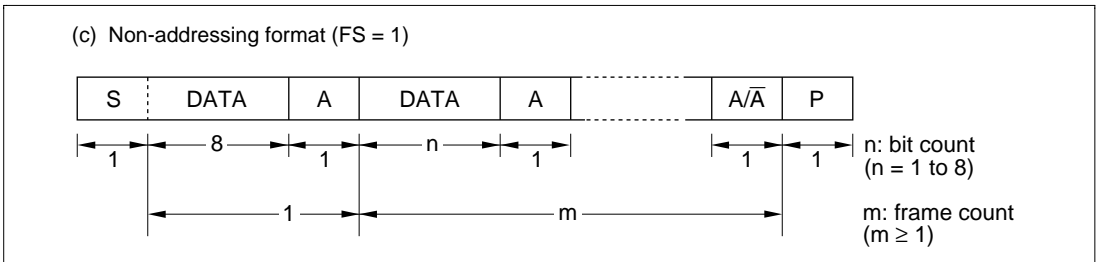 (c) Non-addressing format (FS = 1)
S DATA A DATA A A/A̅ P
1 8 1 n 1 1 1
n: bit count
(n = 1 to 8)
1 m
m: frame count
(m ≥ 1)